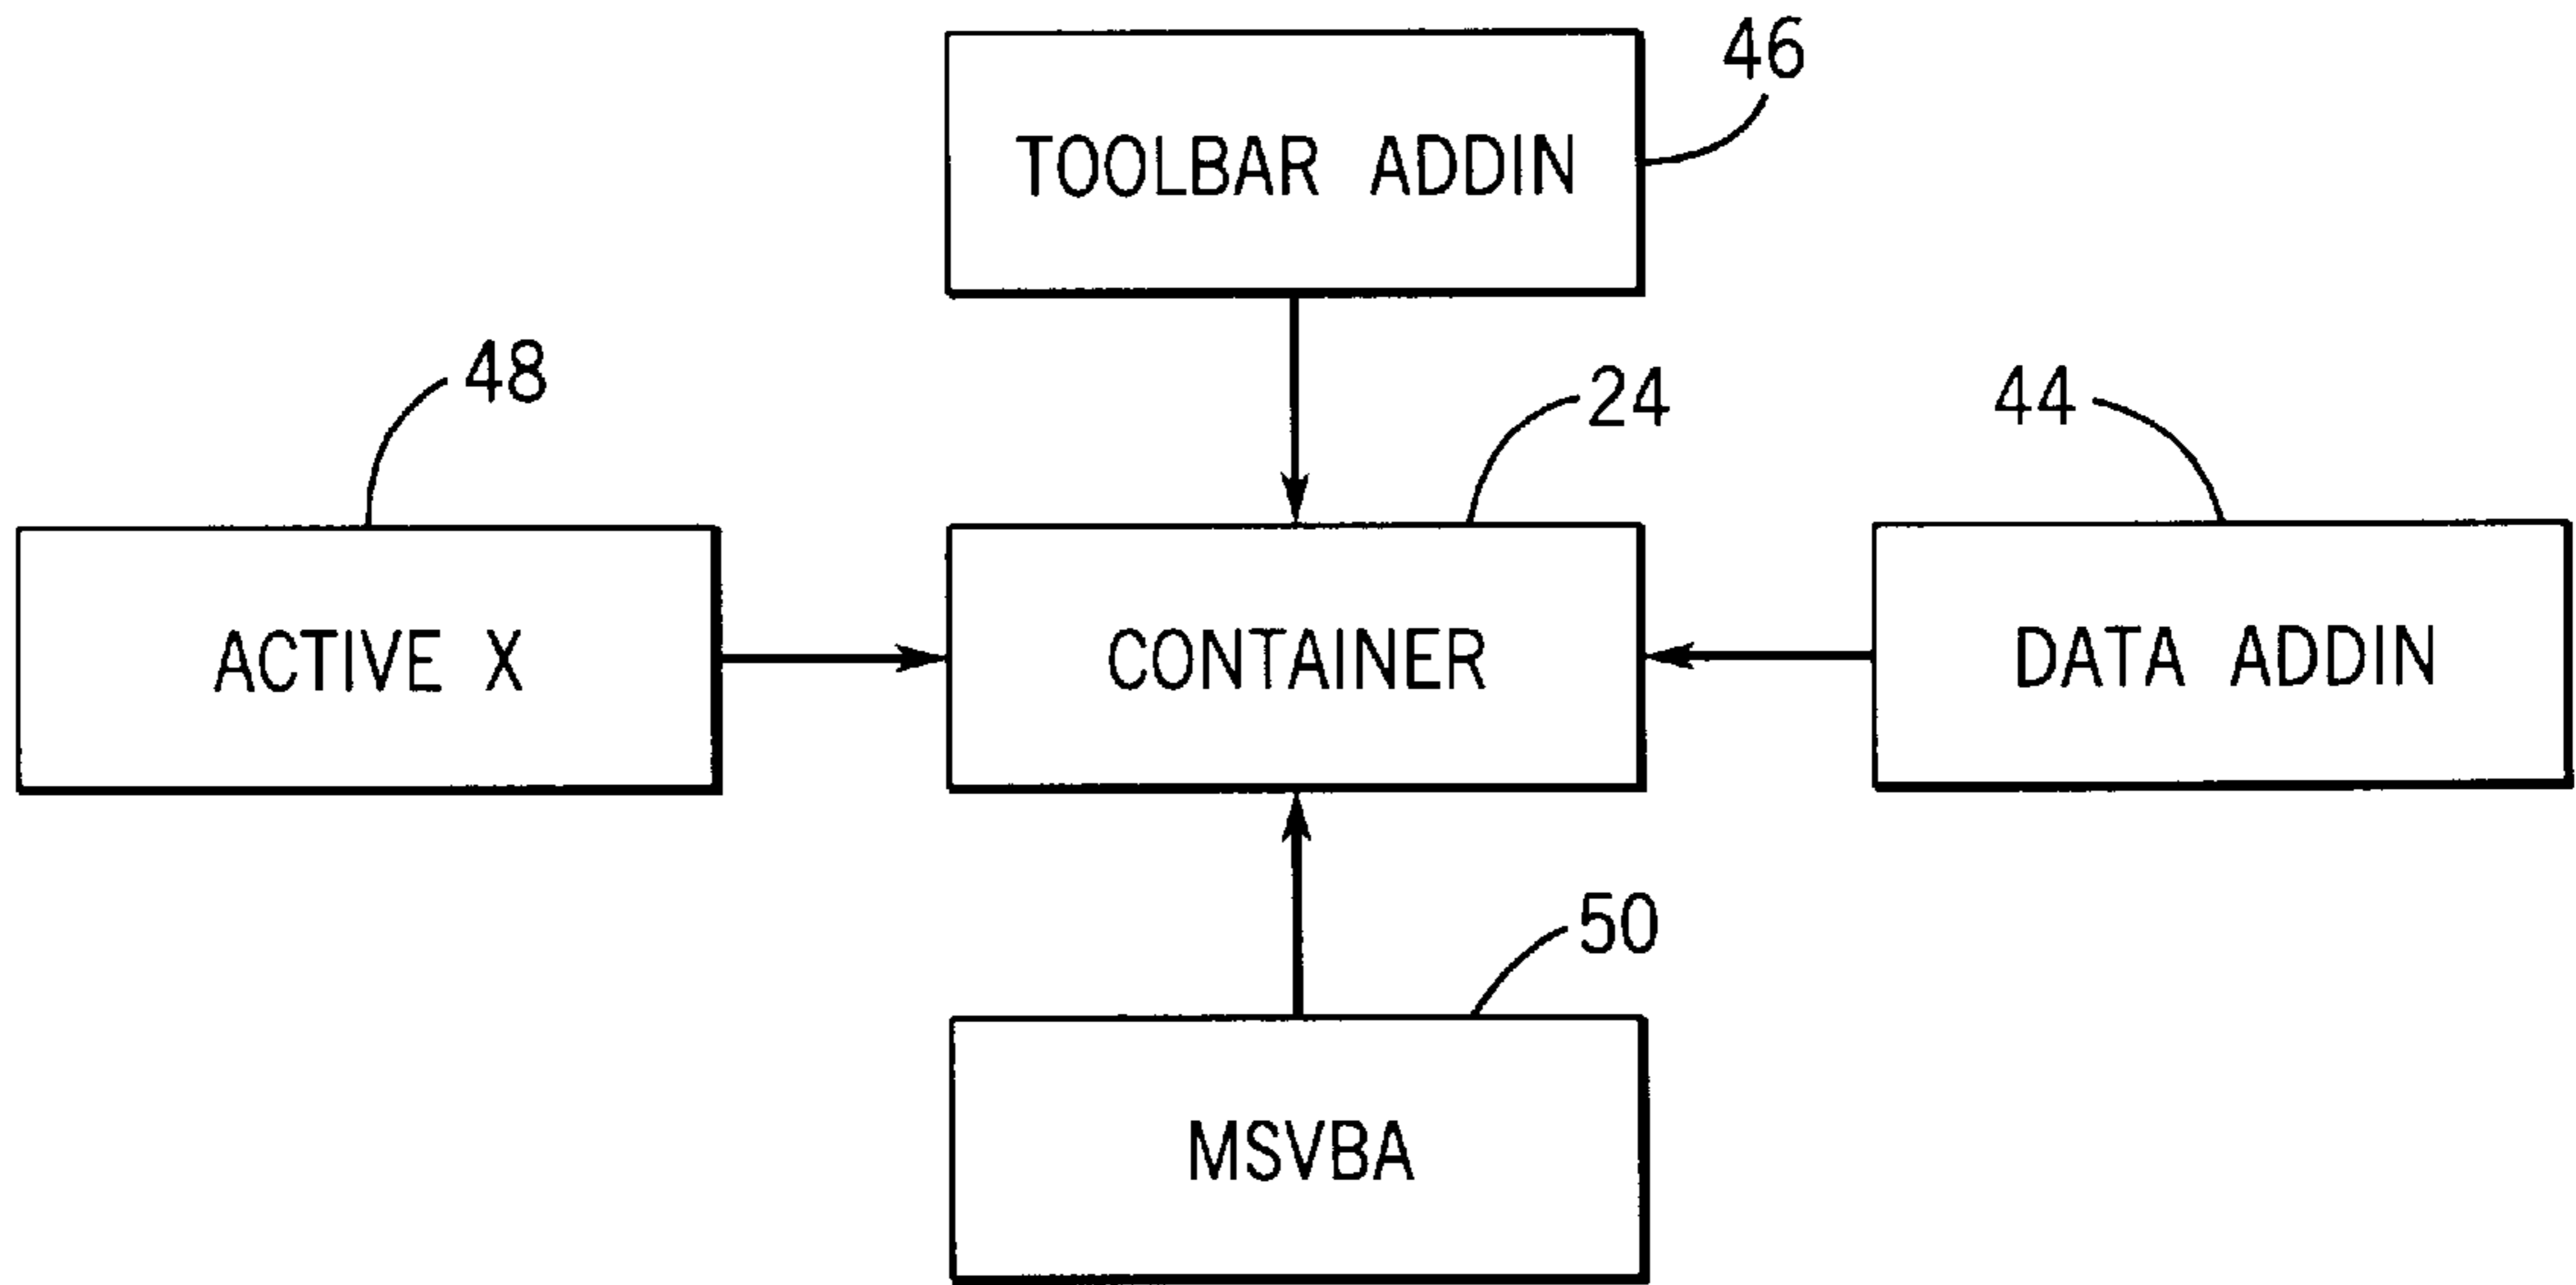 46
TOOLBAR ADDIN
48
24
44
ACTIVE X
CONTAINER
DATA ADDIN
50
MSVBA